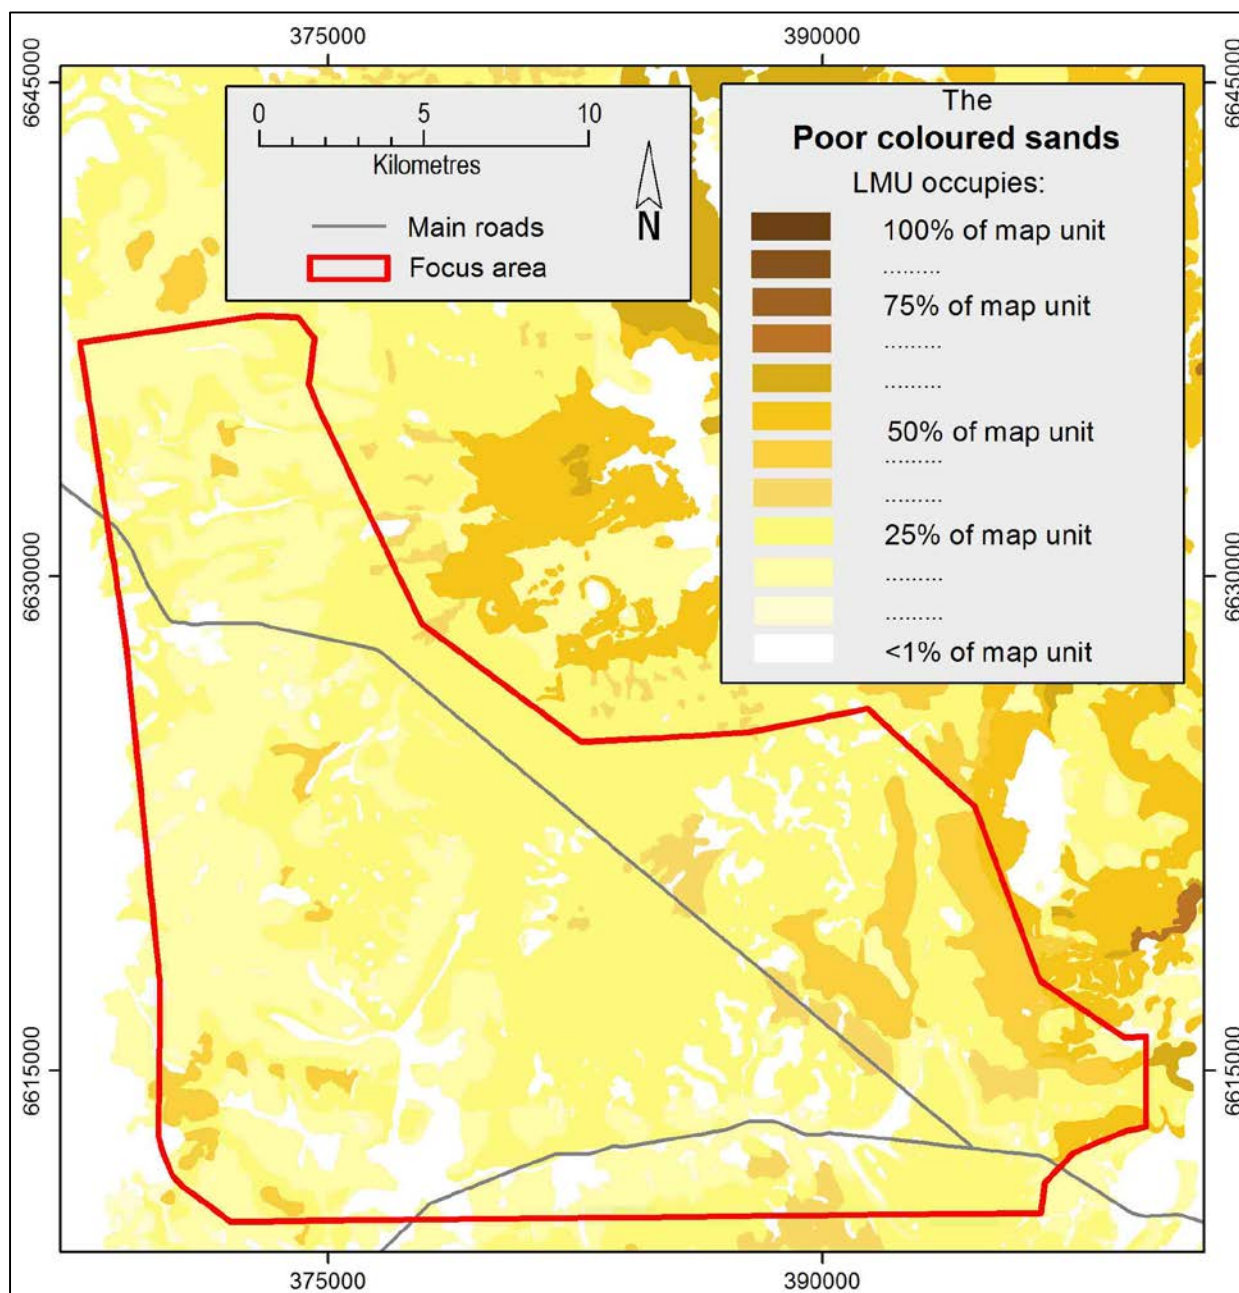 375000 390000
6645000 6645000
0 5 10
Kilometres
N
Main roads
Focus area
The
Poor coloured sands
LMU occupies:
100% of map unit
.........
75% of map unit
.........
.........
50% of map unit
.........
.........
25% of map unit
.........
.........
<1% of map unit
6630000 6630000
6615000 6615000
375000 390000